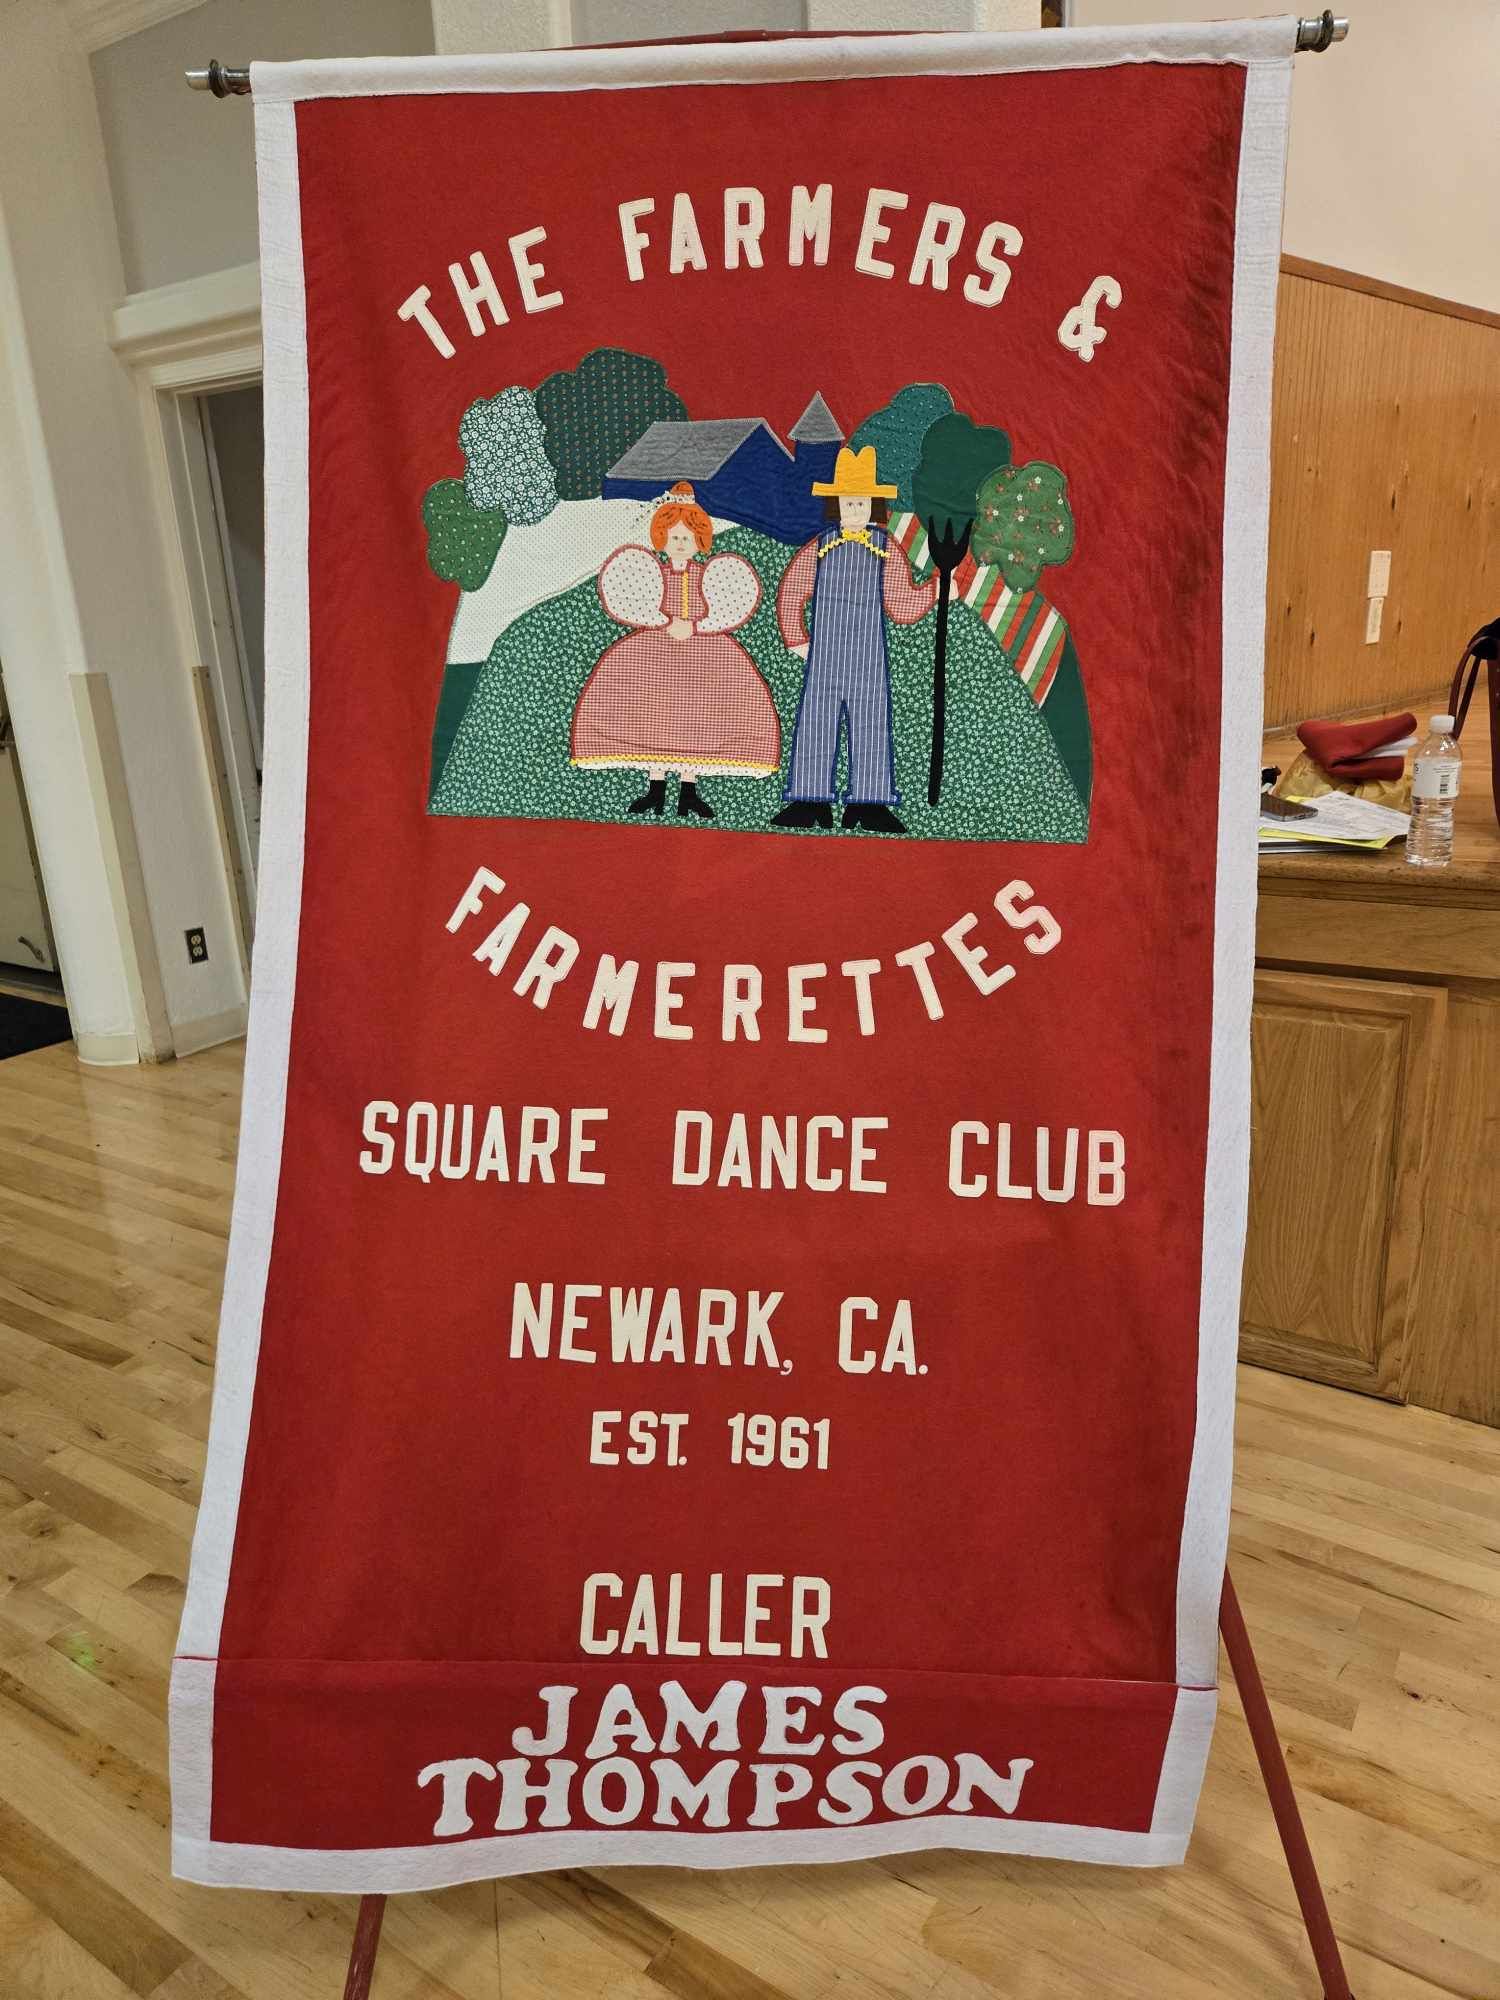 THE FARMERS &
FARMERETTES
SQUARE DANCE CLUB
NEWARK, CA.
EST. 1961
CALLER
JAMES
THOMPSON